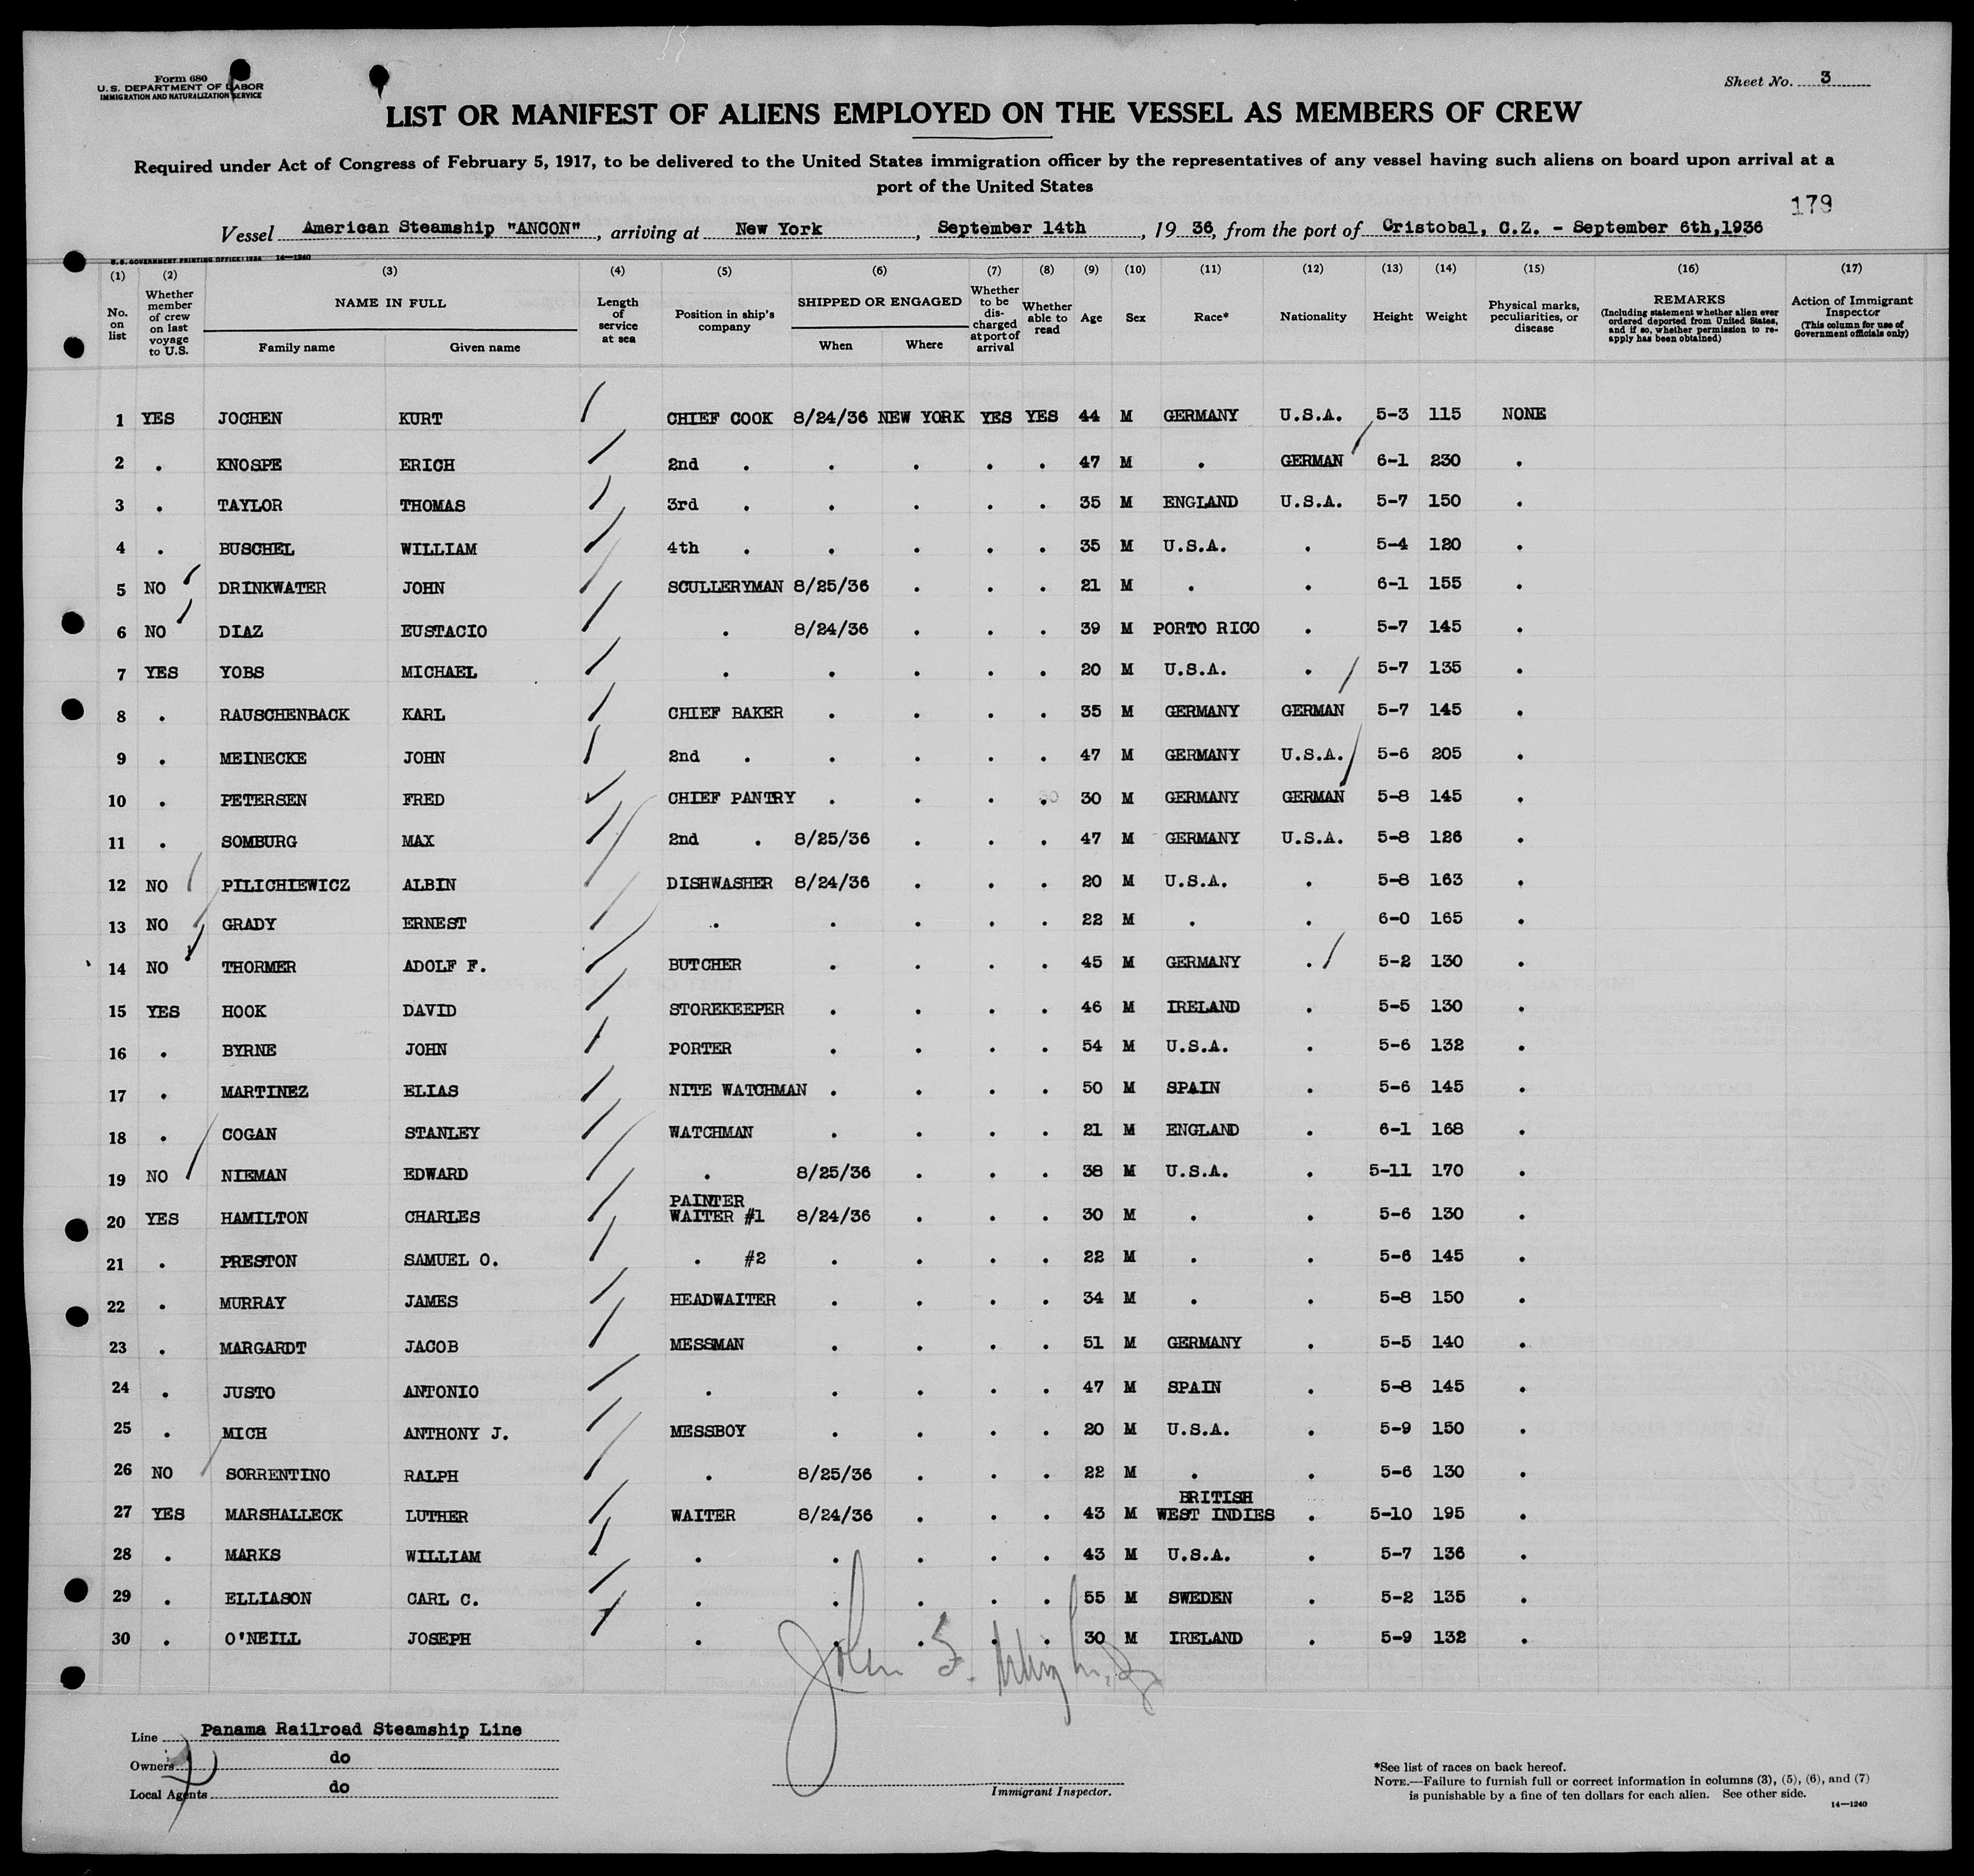 Form 680
U. S. DEPARTMENT OF LABOR
IMMIGRATION AND NATURALIZATION SERVICE
Sheet No. 3
LIST OR MANIFEST OF ALIENS EMPLOYED ON THE VESSEL AS MEMBERS OF CREW
Required under Act of Congress of February 5, 1917, to be delivered to the United States immigration officer by the representatives of any vessel having such aliens on board upon arrival at a
port of the United States
179
Vessel American Steamship "ANCON", arriving at New York, September 14th, 19 36, from the port of Cristobal, C.Z. - September 6th, 1936
U. S. GOVERNMENT PRINTING OFFICE: 1934 14—1240
(1) (2) (3) (4) (5) (6) (7) (8) (9) (10) (11) (12) (13) (14) (15) (16) (17)
No. on list
Whether member of crew on last voyage to U.S.
NAME IN FULL
Family name Given name
Length of service at sea
Position in ship's company
SHIPPED OR ENGAGED
When Where
Whether to be discharged at port of arrival
Whether able to read
Age Sex Race* Nationality Height Weight
Physical marks, peculiarities, or disease
REMARKS
(Including statement whether alien ever ordered deported from United States, and if so, whether permission to reapply has been obtained)
Action of Immigrant Inspector
(This column for use of Government officials only)
1 YES JOCHEN KURT CHIEF COOK 8/24/36 NEW YORK YES YES 44 M GERMANY U.S.A. 5-3 115 NONE
2 . KNOSPE ERICH 2nd . . . . . 47 M . GERMAN 6-1 230 .
3 . TAYLOR THOMAS 3rd . . . . . 35 M ENGLAND U.S.A. 5-7 150 .
4 . BUSCHEL WILLIAM 4th . . . . . 35 M U.S.A. . 5-4 120 .
5 NO DRINKWATER JOHN SCULLERYMAN 8/25/36 . . . 21 M . . 6-1 155 .
6 NO DIAZ EUSTACIO . 8/24/36 . . . 39 M PORTO RICO . 5-7 145 .
7 YES YOBS MICHAEL . . . . . 20 M U.S.A. . 5-7 135 .
8 . RAUSCHENBACK KARL CHIEF BAKER . . . . 35 M GERMANY GERMAN 5-7 145 .
9 . MEINECKE JOHN 2nd . . . . . 47 M GERMANY U.S.A. 5-6 205 .
10 . PETERSEN FRED CHIEF PANTRY . . . . 30 M GERMANY GERMAN 5-8 145 .
11 . SOMBURG MAX 2nd . 8/25/36 . . . 47 M GERMANY U.S.A. 5-8 126 .
12 NO PILICHIEWICZ ALBIN DISHWASHER 8/24/36 . . . 20 M U.S.A. . 5-8 163 .
13 NO GRADY ERNEST . . . . . 22 M . . 6-0 165 .
14 NO THORMER ADOLF F. BUTCHER . . . . 45 M GERMANY . 5-2 130 .
15 YES HOOK DAVID STOREKEEPER . . . . 46 M IRELAND . 5-5 130 .
16 . BYRNE JOHN PORTER . . . . 54 M U.S.A. . 5-6 132 .
17 . MARTINEZ ELIAS NITE WATCHMAN . . . . 50 M SPAIN . 5-6 145 .
18 . COGAN STANLEY WATCHMAN . . . . 21 M ENGLAND . 6-1 168 .
19 NO NIEMAN EDWARD . 8/25/36 . . . 38 M U.S.A. . 5-11 170 .
PAINTER
20 YES HAMILTON CHARLES WAITER #1 8/24/36 . . . 30 M . . 5-6 130 .
21 . PRESTON SAMUEL O. . #2 . . . . 22 M . . 5-6 145 .
22 . MURRAY JAMES HEADWAITER . . . . 34 M . . 5-8 150 .
23 . MARGARDT JACOB MESSMAN . . . . 51 M GERMANY . 5-5 140 .
24 . JUSTO ANTONIO . . . . . 47 M SPAIN . 5-8 145 .
25 . MICH ANTHONY J. MESSBOY . . . . 20 M U.S.A. . 5-9 150 .
26 NO SORRENTINO RALPH . 8/25/36 . . . 22 M . . 5-6 130 .
BRITISH
27 YES MARSHALLECK LUTHER WAITER 8/24/36 . . . 43 M WEST INDIES . 5-10 195 .
28 . MARKS WILLIAM . . . . . 43 M U.S.A. . 5-7 136 .
29 . ELLIASON CARL C. . . . . . 55 M SWEDEN . 5-2 135 .
30 . O'NEILL JOSEPH . . . . . 30 M IRELAND . 5-9 132 .
John F.
Line Panama Railroad Steamship Line
Owners do
Local Agents do
Immigrant Inspector.
*See list of races on back hereof.
NOTE.—Failure to furnish full or correct information in columns (3), (5), (6), and (7)
is punishable by a fine of ten dollars for each alien. See other side.
14—1240